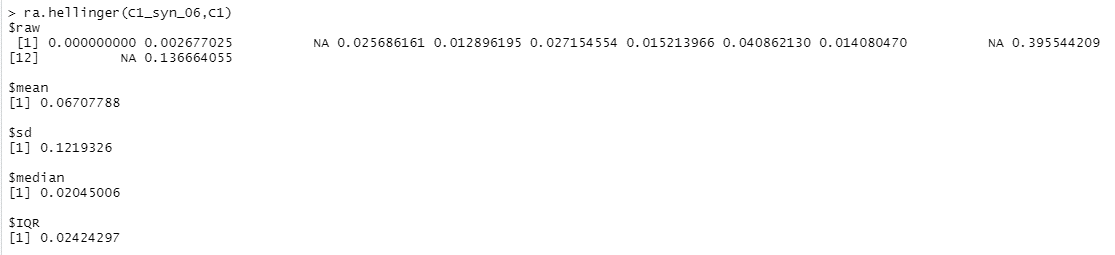 > ra.hellinger(c1_syn_06,c1)
$raw
 [1] 0.000000000 0.002677025          NA 0.025686161 0.012896195 0.027154554 0.015213966 0.040862130 0.014080470          NA 0.395544209
[12]          NA 0.136664055
$mean
[1] 0.06707788
$sd
[1] 0.1219326
$median
[1] 0.02045006
$IQR
[1] 0.02424297